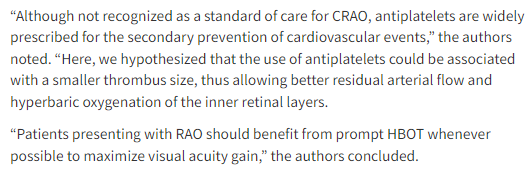 “Although not recognized as a standard of care for CRAO, antiplatelets are widely
prescribed for the secondary prevention of cardiovascular events,” the authors
noted. “Here, we hypothesized that the use of antiplatelets could be associated
with a smaller thrombus size, thus allowing better residual arterial flow and
hyperbaric oxygenation of the inner retinal layers.
“Patients presenting with RAO should benefit from prompt HBOT whenever
possible to maximize visual acuity gain,” the authors concluded.